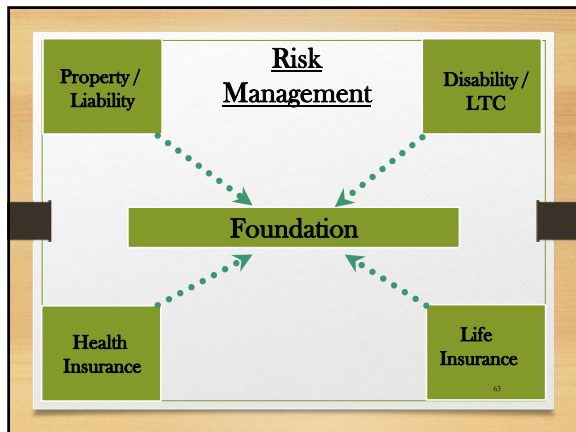 Property /
Liability
Risk
Management
Disability /
LTC
Foundation
Health
Insurance
Life
Insurance
63